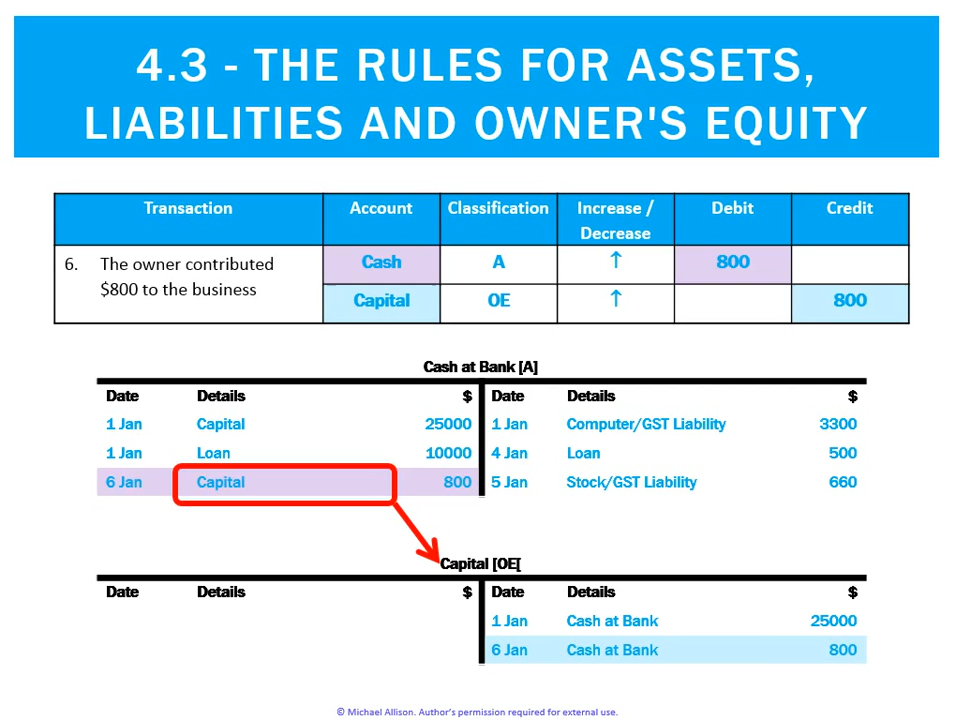 4.3 - THE RULES FOR ASSETS,
LIABILITIES AND OWNER'S EQUITY
Transaction Account Classification Increase / Debit Credit
Decrease
6. The owner contributed Cash A ↑ 800
$800 to the business Capital OE ↑ 800
Cash at Bank [A]
Date Details $ Date Details $
1 Jan Capital 25000 1 Jan Computer/GST Liability 3300
1 Jan Loan 10000 4 Jan Loan 500
6 Jan Capital 800 5 Jan Stock/GST Liability 660
Capital [OE[
Date Details $ Date Details $
1 Jan Cash at Bank 25000
6 Jan Cash at Bank 800
© Michael Allison. Author's permission required for external use.